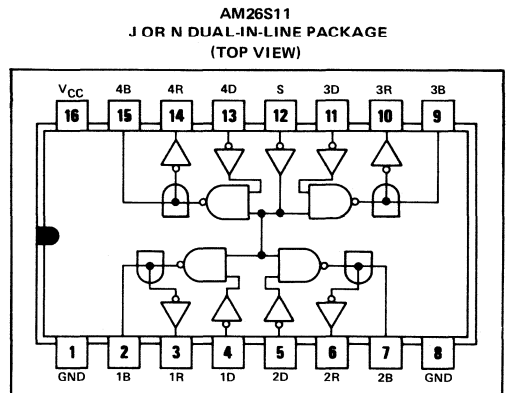 AM26S11
J OR N DUAL-IN-LINE PACKAGE
(TOP VIEW)
VCC 4B 4R 4D S 3D 3R 3B
16 15 14 13 12 11 10 9
1 2 3 4 5 6 7 8
GND 1B 1R 1D 2D 2R 2B GND